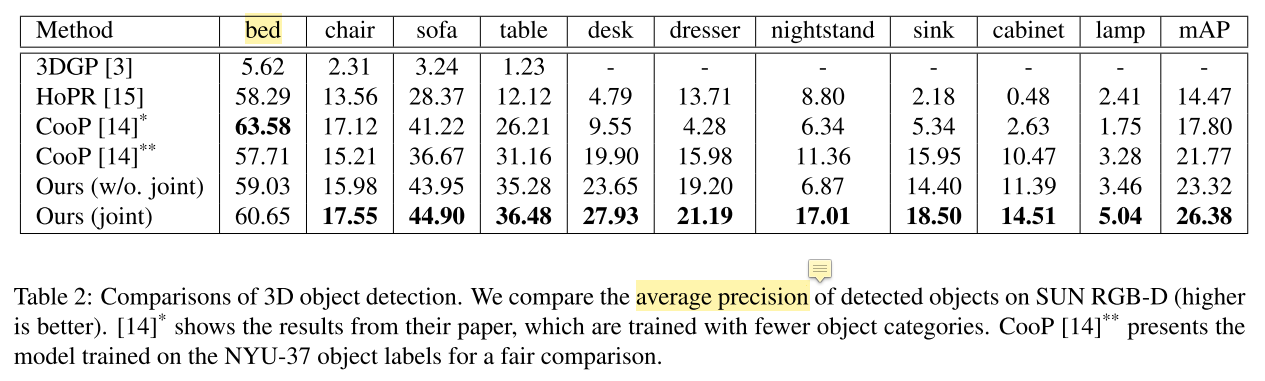 Method bed chair sofa table desk dresser nightstand sink cabinet lamp mAP
3DGP [3] 5.62 2.31 3.24 1.23 - - - - - - -
HoPR [15] 58.29 13.56 28.37 12.12 4.79 13.71 8.80 2.18 0.48 2.41 14.47
CooP [14]* 63.58 17.12 41.22 26.21 9.55 4.28 6.34 5.34 2.63 1.75 17.80
CooP [14]** 57.71 15.21 36.67 31.16 19.90 15.98 11.36 15.95 10.47 3.28 21.77
Ours (w/o. joint) 59.03 15.98 43.95 35.28 23.65 19.20 6.87 14.40 11.39 3.46 23.32
Ours (joint) 60.65 17.55 44.90 36.48 27.93 21.19 17.01 18.50 14.51 5.04 26.38
Table 2: Comparisons of 3D object detection. We compare the average precision of detected objects on SUN RGB-D (higher
is better). [14]* shows the results from their paper, which are trained with fewer object categories. CooP [14]** presents the
model trained on the NYU-37 object labels for a fair comparison.